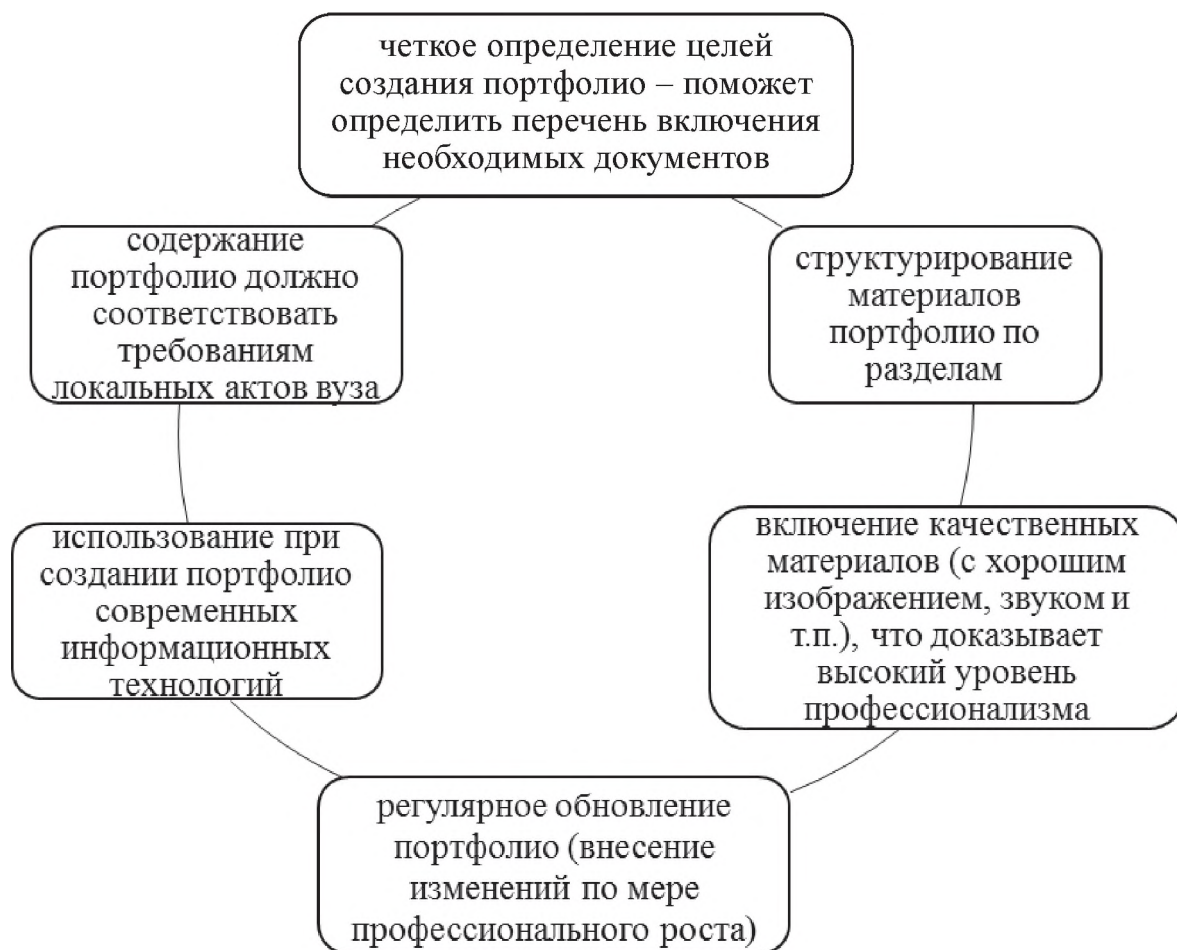 четкое определение целей
создания портфолио – поможет
определить перечень включения
необходимых документов
содержание
портфолио должно
соответствовать
требованиям
локальных актов вуза
структурирование
материалов
портфолио по
разделам
использование при
создании портфолио
современных
информационных
технологий
включение качественных
материалов (с хорошим
изображением, звуком и
т.п.), что доказывает
высокий уровень
профессионализма
регулярное обновление
портфолио (внесение
изменений по мере
профессионального роста)